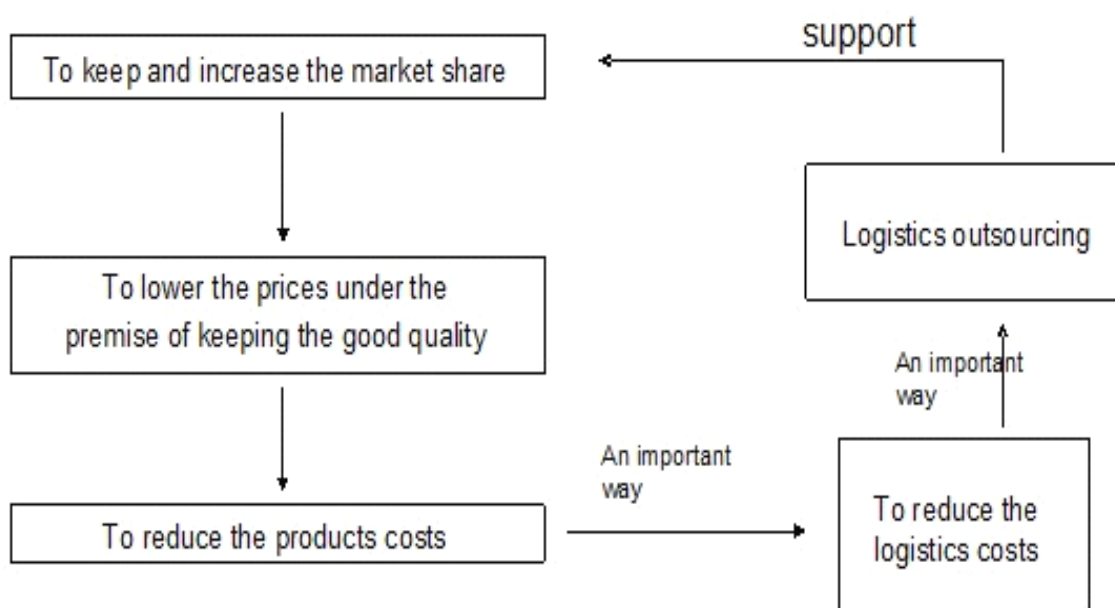 support
To keep and increase the market share
Logistics outsourcing
To lower the prices under the
premise of keeping the good quality
An important
way
An important
way
To reduce the products costs
To reduce the
logistics costs